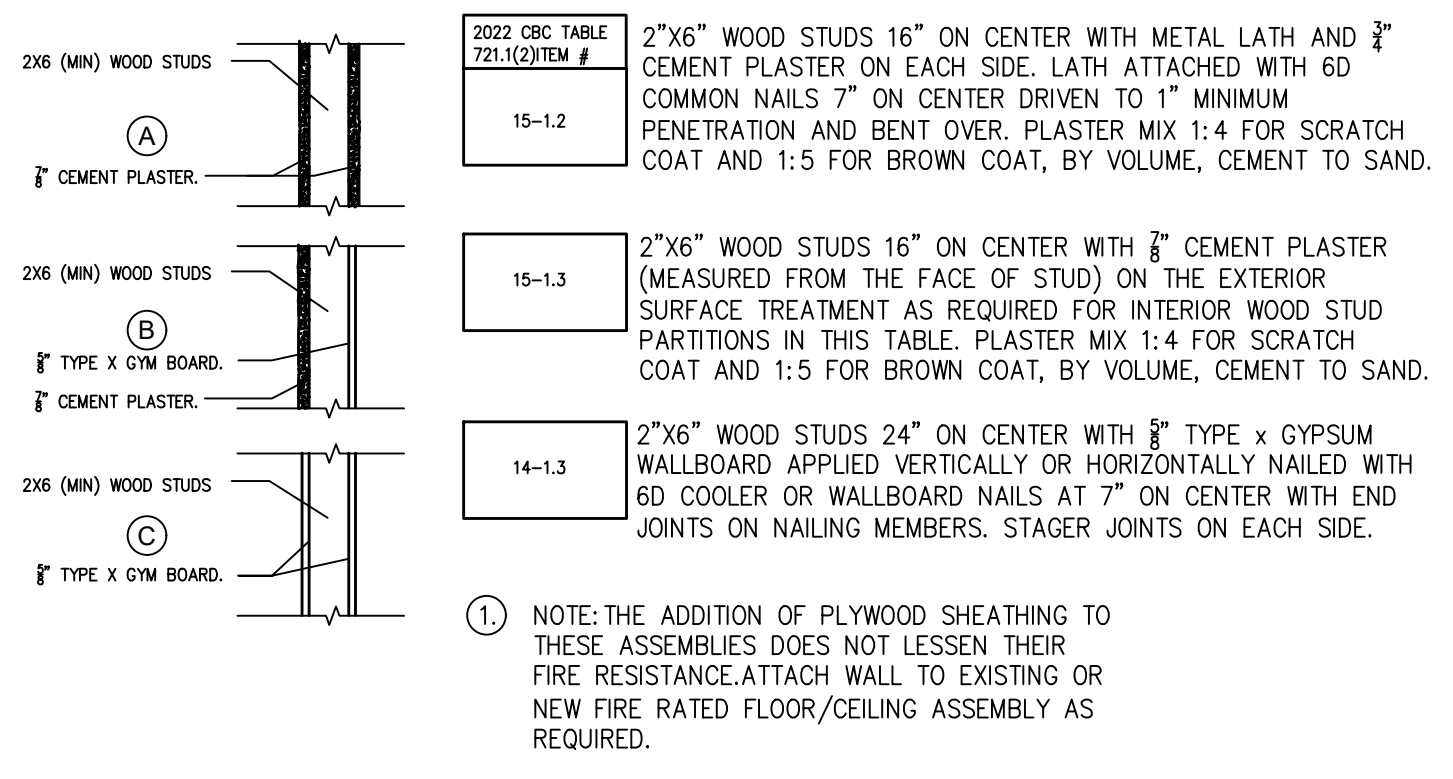 2022 CBC TABLE
721.1(2)ITEM #
15-1.2
2X6 (MIN) WOOD STUDS
A
7/8" CEMENT PLASTER.
2"X6" WOOD STUDS 16" ON CENTER WITH METAL LATH AND 3/4"
CEMENT PLASTER ON EACH SIDE. LATH ATTACHED WITH 6D
COMMON NAILS 7" ON CENTER DRIVEN TO 1" MINIMUM
PENETRATION AND BENT OVER. PLASTER MIX 1:4 FOR SCRATCH
COAT AND 1:5 FOR BROWN COAT, BY VOLUME, CEMENT TO SAND.
2X6 (MIN) WOOD STUDS
B
5/8" TYPE X GYM BOARD.
7/8" CEMENT PLASTER.
15-1.3
2"X6" WOOD STUDS 16" ON CENTER WITH 7/8" CEMENT PLASTER
(MEASURED FROM THE FACE OF STUD) ON THE EXTERIOR
SURFACE TREATMENT AS REQUIRED FOR INTERIOR WOOD STUD
PARTITIONS IN THIS TABLE. PLASTER MIX 1:4 FOR SCRATCH
COAT AND 1:5 FOR BROWN COAT, BY VOLUME, CEMENT TO SAND.
2X6 (MIN) WOOD STUDS
C
5/8" TYPE X GYM BOARD.
14-1.3
2"X6" WOOD STUDS 24" ON CENTER WITH 5/8" TYPE x GYPSUM
WALLBOARD APPLIED VERTICALLY OR HORIZONTALLY NAILED WITH
6D COOLER OR WALLBOARD NAILS AT 7" ON CENTER WITH END
JOINTS ON NAILING MEMBERS. STAGER JOINTS ON EACH SIDE.
1. NOTE: THE ADDITION OF PLYWOOD SHEATHING TO
THESE ASSEMBLIES DOES NOT LESSEN THEIR
FIRE RESISTANCE.ATTACH WALL TO EXISTING OR
NEW FIRE RATED FLOOR/CEILING ASSEMBLY AS
REQUIRED.